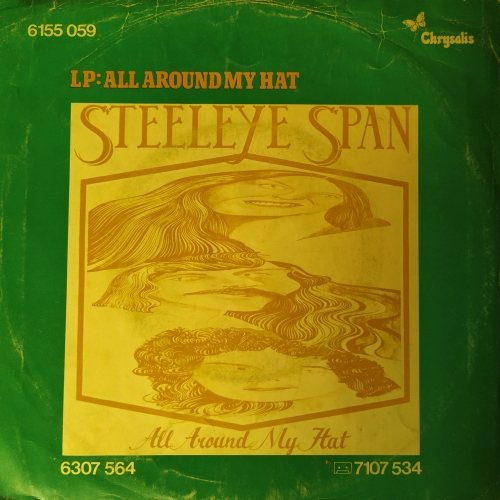 6155 059
Chrysalis
LP: ALL AROUND MY HAT
STEELEYE SPAN
All Around My Hat
6307 564
7107 534